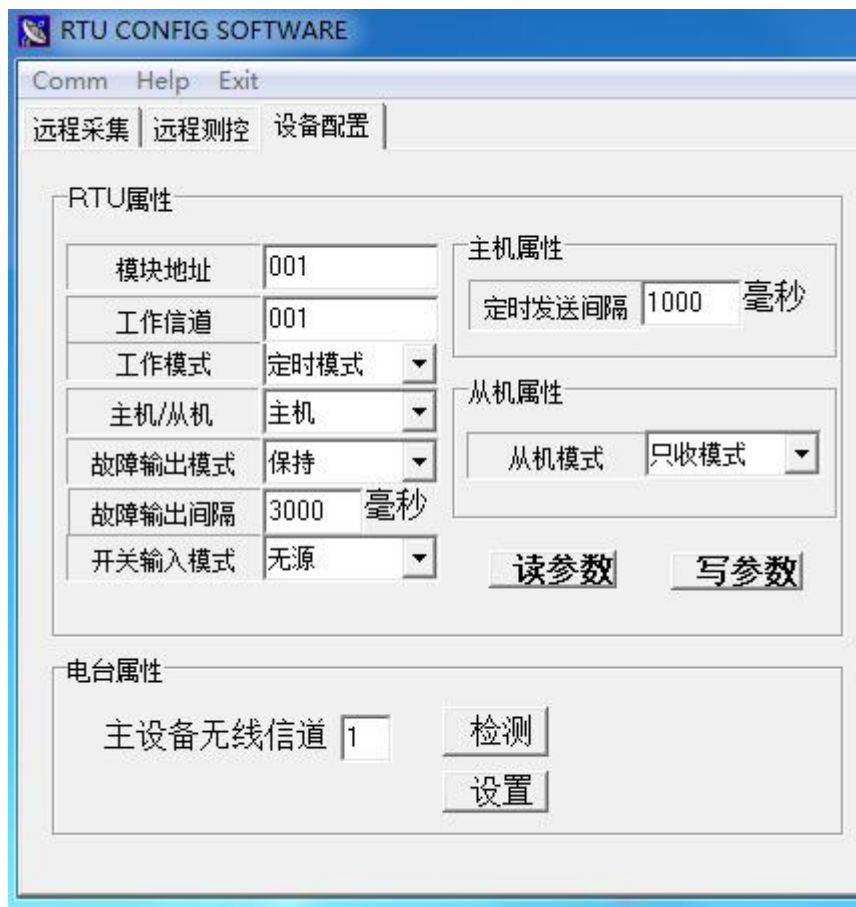 RTU CONFIG SOFTWARE
Comm Help Exit
远程采集 远程测控 设备配置
RTU属性
模块地址 001
工作信道 001
工作模式 定时模式
主机/从机 主机
故障输出模式 保持
故障输出间隔 3000 毫秒
开关输入模式 无源
主机属性
定时发送间隔 1000 毫秒
从机属性
从机模式 只收模式
读参数 写参数
电台属性
主设备无线信道 1 检测
设置